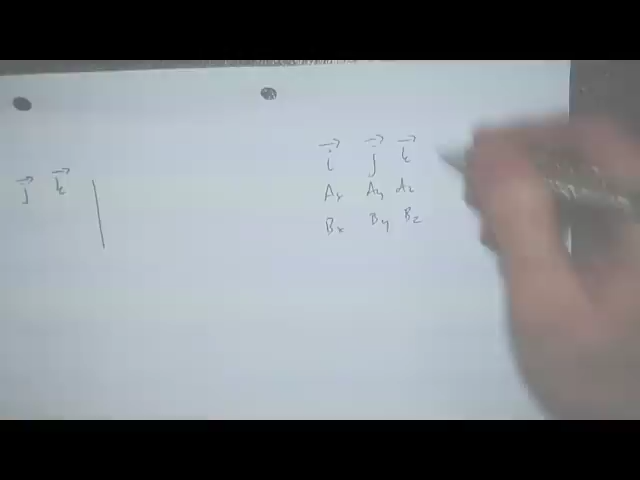 i⃗ j⃗ k⃗
Ax Ay Az
Bx By Bz
j⃗ k⃗ |